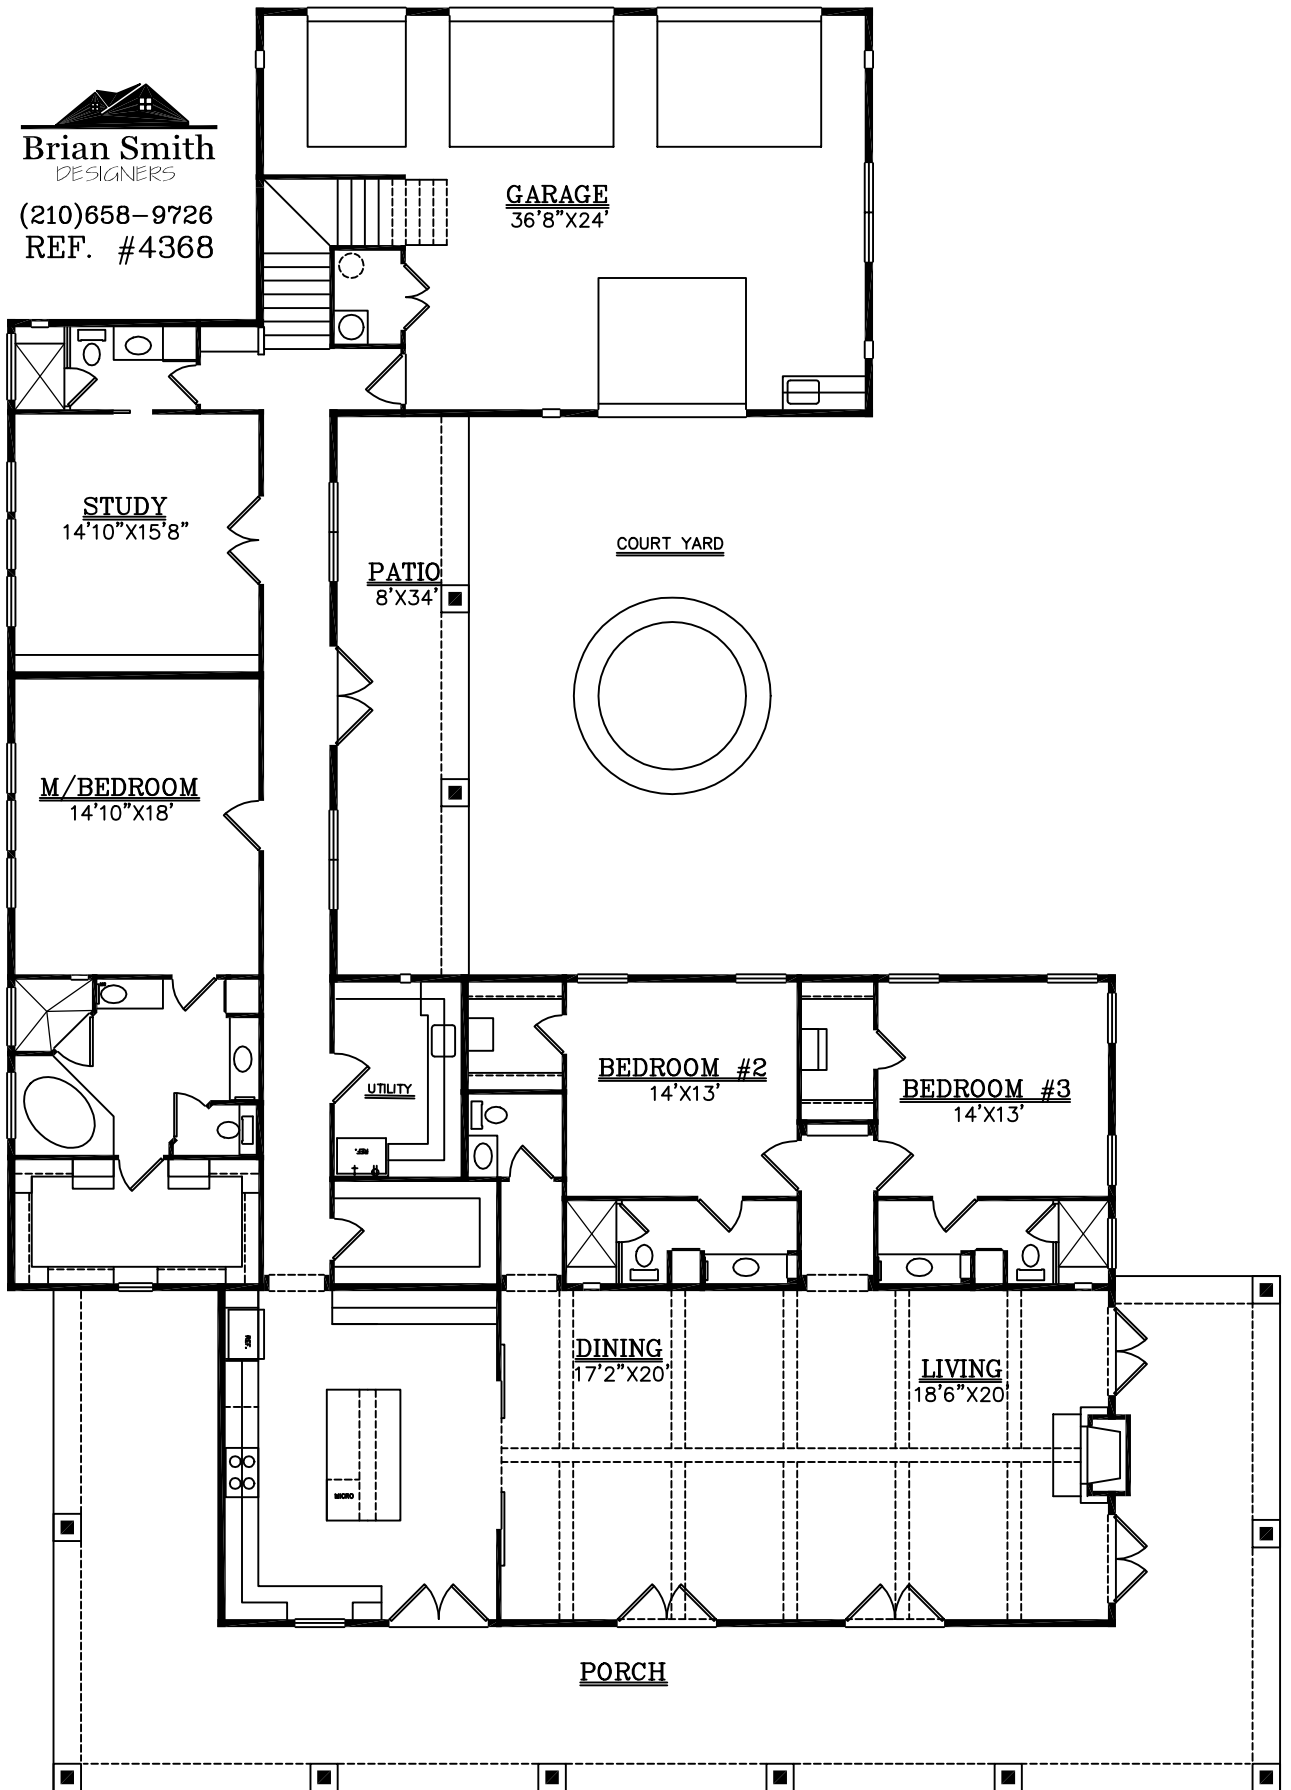 Brian Smith
DESIGNERS
(210)658-9726
REF. #4368
GARAGE
36'8"X24'
STUDY
14'10"X15'8"
PATIO
8'X34'
COURT YARD
M/BEDROOM
14'10"X18'
UTILITY
REF.
BEDROOM #2
14'X13'
BEDROOM #3
14'X13'
REF.
DINING
17'2"X20'
LIVING
18'6"X20'
MICRO
PORCH